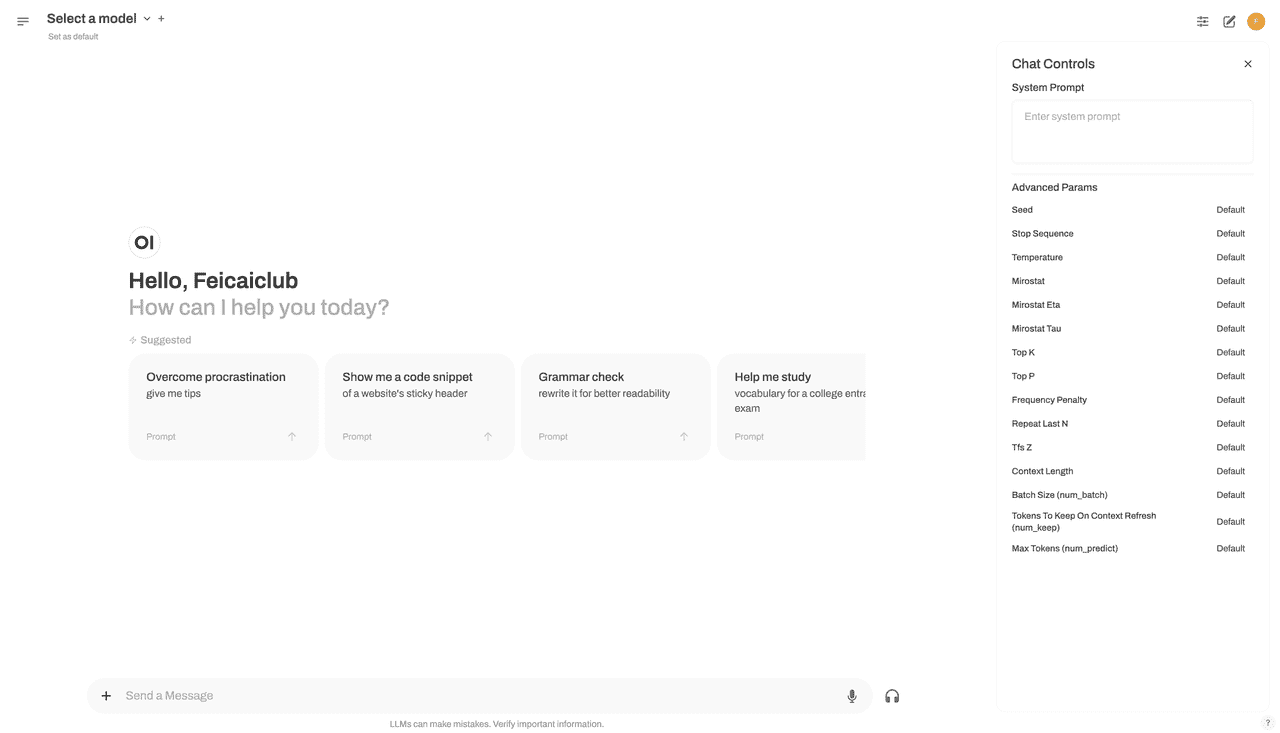 Select a model
Set as default
Chat Controls
System Prompt
Enter system prompt
Advanced Params
Seed Default
Stop Sequence Default
Temperature Default
Mirostat Default
Mirostat Eta Default
Mirostat Tau Default
Top K Default
Top P Default
Frequency Penalty Default
Repeat Last N Default
Tfs Z Default
Context Length Default
Batch Size (num_batch) Default
Tokens To Keep On Context Refresh
(num_keep) Default
Max Tokens (num_predict) Default
OI
Hello, Feicaiclub
How can I help you today?
Suggested
Overcome procrastination
give me tips
Prompt
Show me a code snippet
of a website's sticky header
Prompt
Grammar check
rewrite it for better readability
Prompt
Help me study
vocabulary for a college entra
exam
Prompt
Send a Message
LLMs can make mistakes. Verify important information.
?